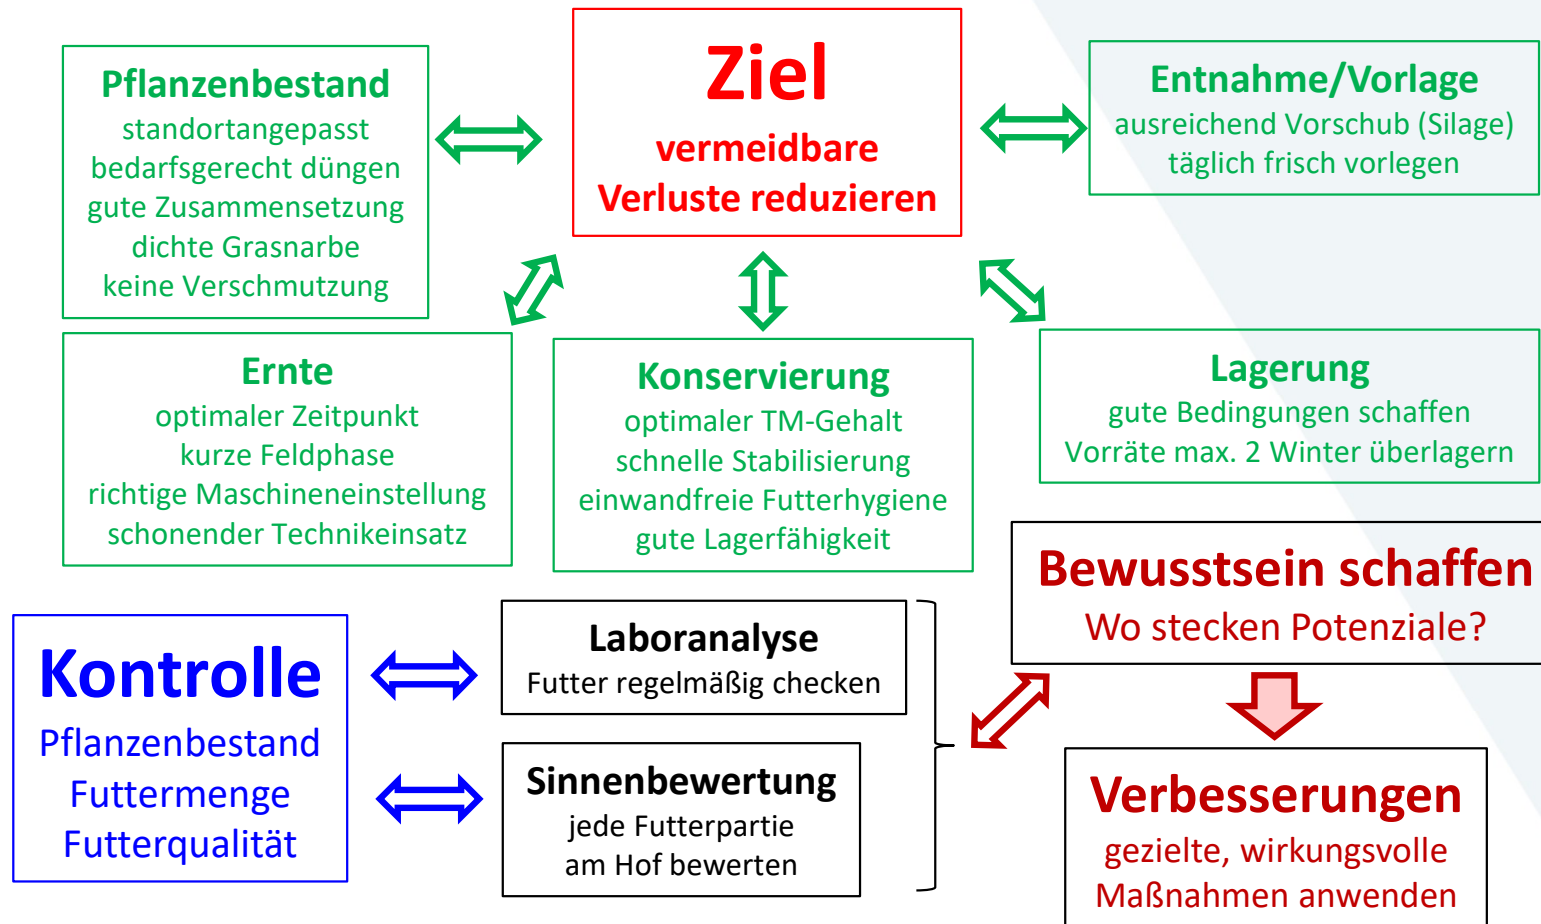 Pflanzenbestand
standortangepasst
bedarfsgerecht düngen
gute Zusammensetzung
dichte Grasnarbe
keine Verschmutzung
Ziel
vermeidbare
Verluste reduzieren
Entnahme/Vorlage
ausreichend Vorschub (Silage)
täglich frisch vorlegen
Ernte
optimaler Zeitpunkt
kurze Feldphase
richtige Maschineneinstellung
schonender Technikeinsatz
Konservierung
optimaler TM-Gehalt
schnelle Stabilisierung
einwandfreie Futterhygiene
gute Lagerfähigkeit
Lagerung
gute Bedingungen schaffen
Vorräte max. 2 Winter überlagern
Kontrolle
Pflanzenbestand
Futtermenge
Futterqualität
Laboranalyse
Futter regelmäßig checken
Sinnenbewertung
jede Futterpartie
am Hof bewerten
Bewusstsein schaffen
Wo stecken Potenziale?
Verbesserungen
gezielte, wirkungsvolle
Maßnahmen anwenden